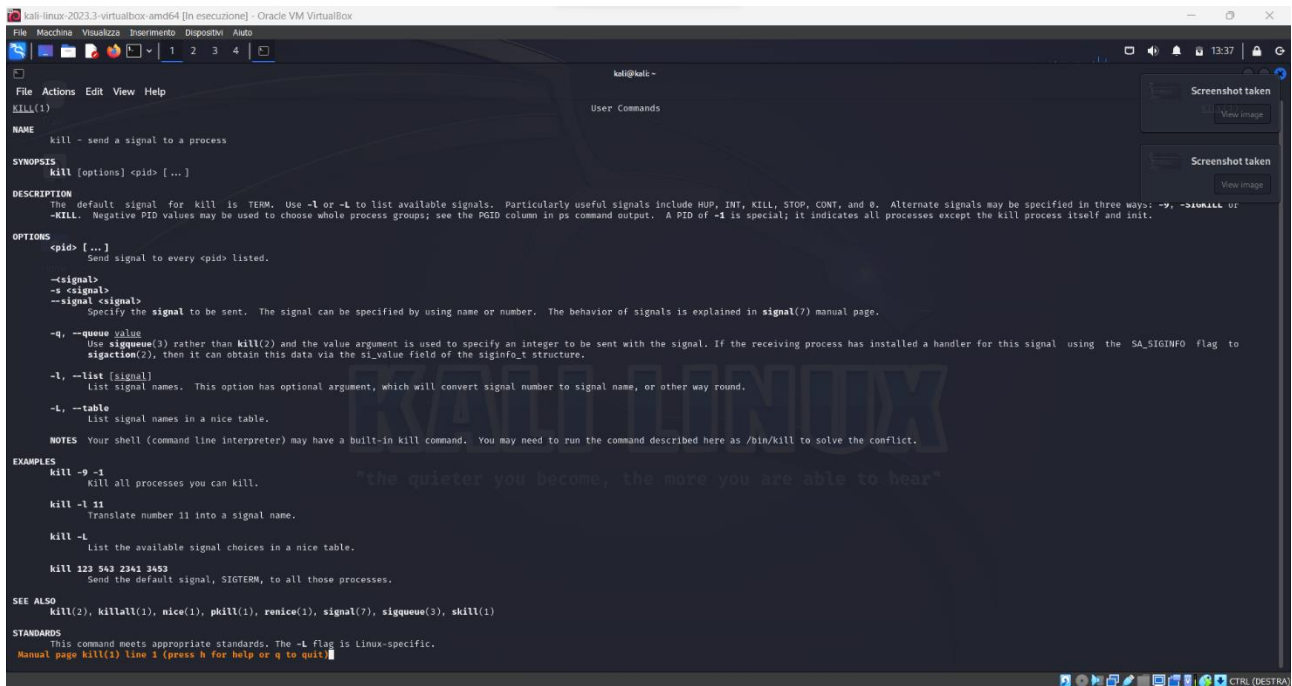 kali-linux-2023.3-virtualbox-amd64 [In esecuzione] - Oracle VM VirtualBox
File Macchina Visualizza Inserimento Dispositivi Aiuto
1 2 3 4
13:37
kali@kali: ~
File Actions Edit View Help
Screenshot taken
View image
KILL(1) User Commands
NAME
kill - send a signal to a process
Screenshot taken
View image
SYNOPSIS
kill [options] <pid> [...]
DESCRIPTION
The default signal for kill is TERM. Use -l or -L to list available signals. Particularly useful signals include HUP, INT, KILL, STOP, CONT, and 0. Alternate signals may be specified in three ways: -9, -SIGKILL or
-KILL. Negative PID values may be used to choose whole process groups; see the PGID column in ps command output. A PID of -1 is special; it indicates all processes except the kill process itself and init.
OPTIONS
<pid> [...]
Send signal to every <pid> listed.
-<signal>
-s <signal>
--signal <signal>
Specify the signal to be sent. The signal can be specified by using name or number. The behavior of signals is explained in signal(7) manual page.
-q, --queue value
Use sigqueue(3) rather than kill(2) and the value argument is used to specify an integer to be sent with the signal. If the receiving process has installed a handler for this signal using the SA_SIGINFO flag to
sigaction(2), then it can obtain this data via the si_value field of the siginfo_t structure.
-l, --list [signal]
List signal names. This option has optional argument, which will convert signal number to signal name, or other way round.
-L, --table
List signal names in a nice table.
NOTES Your shell (command line interpreter) may have a built-in kill command. You may need to run the command described here as /bin/kill to solve the conflict.
KALI LINUX
"the quieter you become, the more you are able to hear"
EXAMPLES
kill -9 -1
Kill all processes you can kill.
kill -l 11
Translate number 11 into a signal name.
kill -L
List the available signal choices in a nice table.
kill 123 543 2341 3453
Send the default signal, SIGTERM, to all those processes.
SEE ALSO
kill(2), killall(1), nice(1), pkill(1), renice(1), signal(7), sigqueue(3), skill(1)
STANDARDS
This command meets appropriate standards. The -L flag is Linux-specific.
Manual page kill(1) line 1 (press h for help or q to quit)
CTRL (DESTRA)